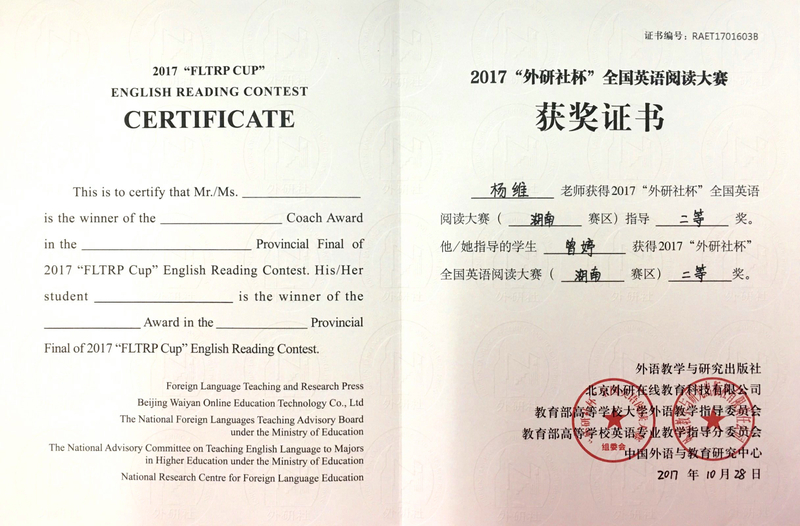 2017 “FLTRP CUP”
ENGLISH READING CONTEST
CERTIFICATE
This is to certify that Mr./Ms. ____________
is the winner of the ____________ Coach Award
in the ____________ Provincial Final of
2017 “FLTRP Cup” English Reading Contest. His/Her
student ____________ is the winner of the
____________ Award in the ____________ Provincial
Final of 2017 “FLTRP Cup” English Reading Contest.
Foreign Language Teaching and Research Press
Beijing Waiyan Online Education Technology Co., Ltd
The National Foreign Languages Teaching Advisory Board
under the Ministry of Education
The National Advisory Committee on Teaching English Language to Majors
in Higher Education under the Ministry of Education
National Research Centre for Foreign Language Education
证书编号：RAET1701603B
2017“外研社杯”全国英语阅读大赛
获奖证书
杨维 老师获得2017“外研社杯”全国英语
阅读大赛（ 湖南 赛区）指导 二等 奖。
他/她指导的学生 曾婷 获得2017“外研社杯”
全国英语阅读大赛（ 湖南 赛区） 二等 奖。
外语教学与研究出版社
北京外研在线教育科技有限公司
教育部高等学校大学外语教学指导委员会
教育部高等学校英语专业教学指导分委员会
中国外语与教育研究中心
组委会
2017 年 10 月 28 日